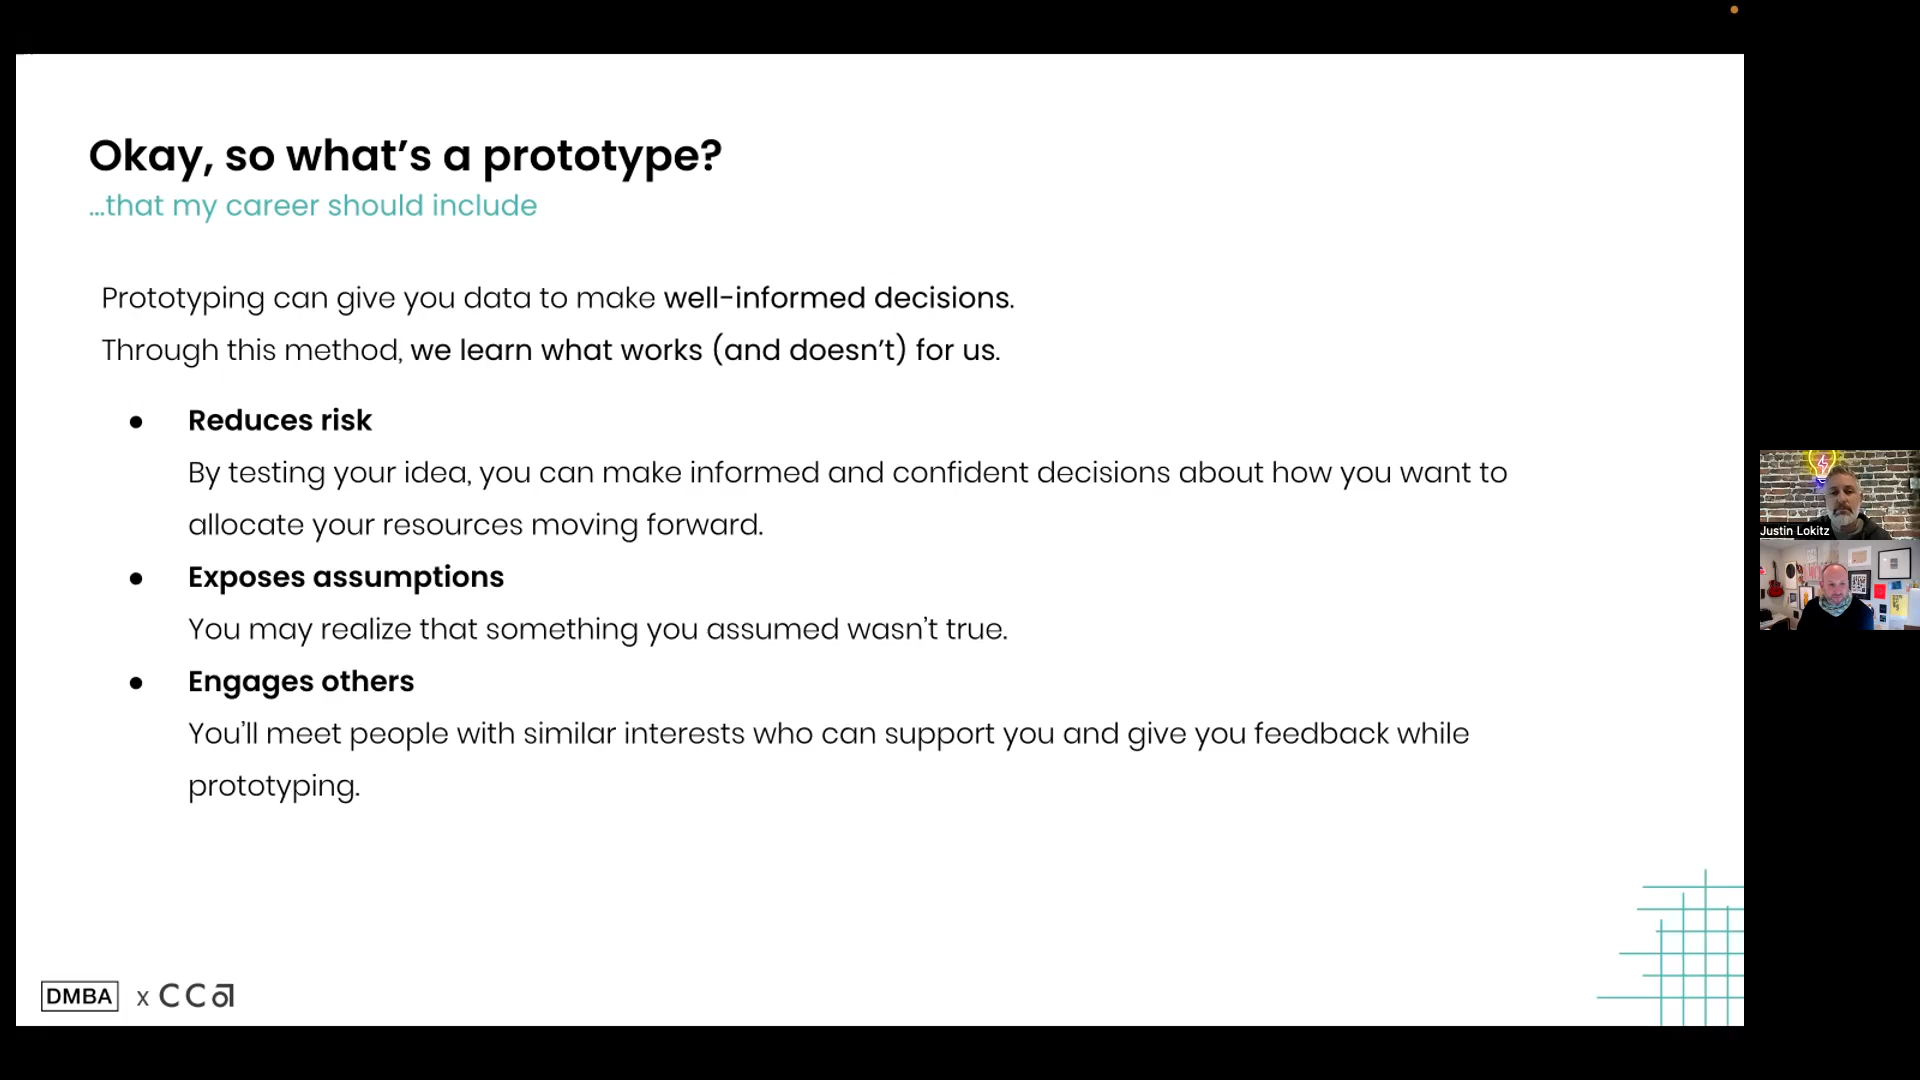 Okay, so what’s a prototype?
...that my career should include
Prototyping can give you data to make well-informed decisions.
Through this method, we learn what works (and doesn’t) for us.
● Reduces risk
By testing your idea, you can make informed and confident decisions about how you want to
allocate your resources moving forward.
● Exposes assumptions
You may realize that something you assumed wasn’t true.
● Engages others
You’ll meet people with similar interests who can support you and give you feedback while
prototyping.
DMBA x CCa
Justin Lokitz